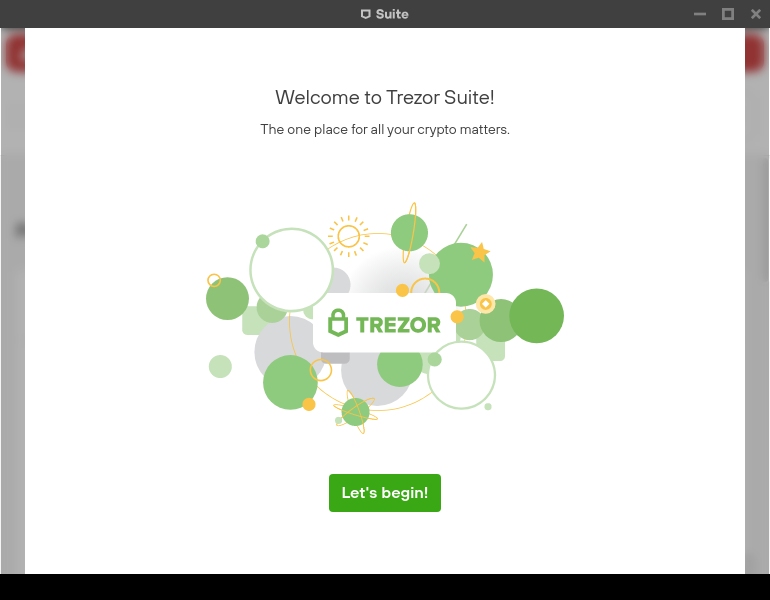 Suite
Welcome to Trezor Suite!
The one place for all your crypto matters.
TREZOR
Let's begin!